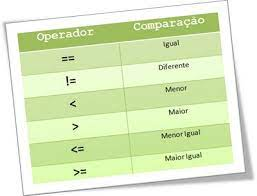 Operador Comparação
== Igual
!= Diferente
< Menor
> Maior
<= Menor Igual
>= Maior Igual